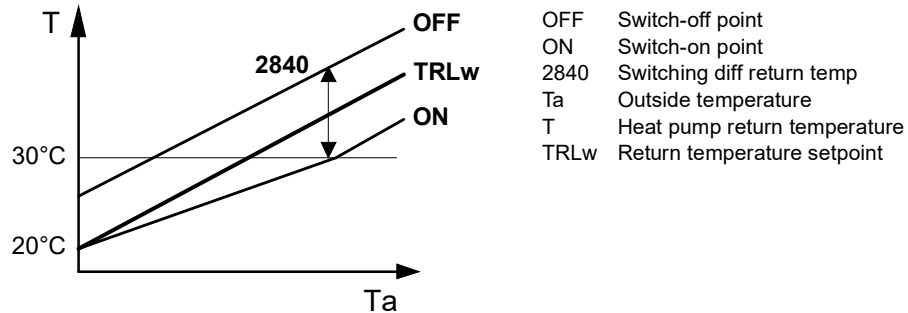 T
OFF
2840
TRLw
ON
30°C
20°C
Ta
OFF Switch-off point
ON Switch-on point
2840 Switching diff return temp
Ta Outside temperature
T Heat pump return temperature
TRLw Return temperature setpoint